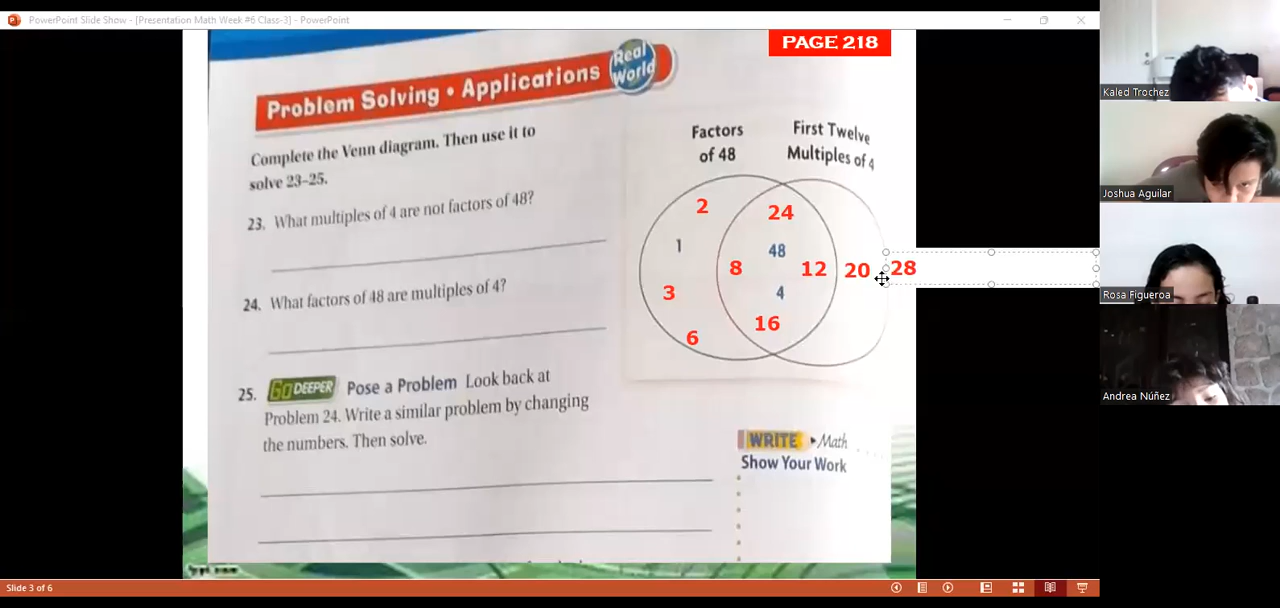 PowerPoint Slide Show - [Presentation Math Week #6 Class-3] - PowerPoint
PAGE 218
Real World
Problem Solving • Applications
Complete the Venn diagram. Then use it to
solve 23–25.
23. What multiples of 4 are not factors of 48?
24. What factors of 48 are multiples of 4?
25. GO DEEPER Pose a Problem Look back at
Problem 24. Write a similar problem by changing
the numbers. Then solve.
Factors
of 48
First Twelve
Multiples of 4
2
24
1
48
8
12
20
28
3
4
16
6
WRITE ▸Math
Show Your Work
Kaled Trochez
Joshua Aguilar
Rosa Figueroa
Andrea Núñez
Slide 3 of 6